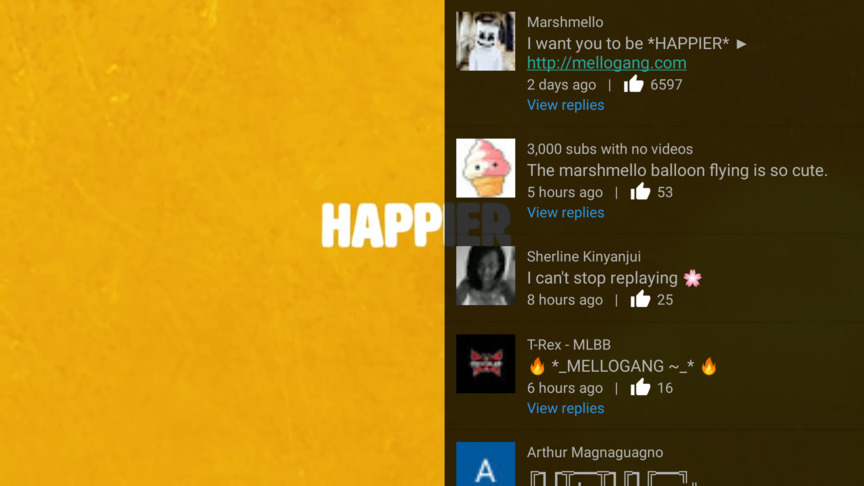 HAPPIER
Marshmello
I want you to be *HAPPIER* ►
http://mellogang.com
2 days ago | 6597
View replies
3,000 subs with no videos
The marshmello balloon flying is so cute.
5 hours ago | 53
View replies
Sherline Kinyanjui
I can't stop replaying 🌸
8 hours ago | 25
T-Rex - MLBB
🔥 *_MELLOGANG ~_* 🔥
6 hours ago | 16
View replies
A
Arthur Magnaguagno